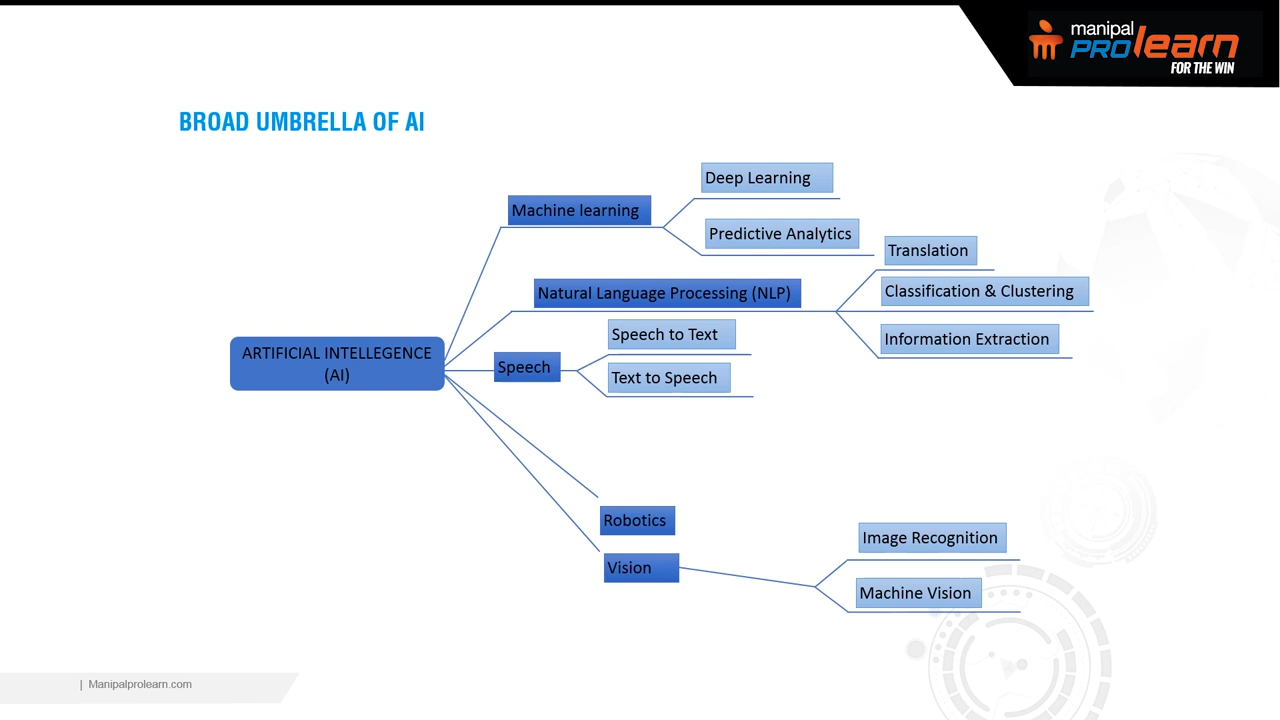 manipal
PRO learn
FOR THE WIN
BROAD UMBRELLA OF AI
Deep Learning
Machine learning
Predictive Analytics
Translation
Natural Language Processing (NLP)
Classification & Clustering
Speech to Text
Information Extraction
ARTIFICIAL INTELLEGENCE
(AI)
Speech
Text to Speech
Robotics
Image Recognition
Vision
Machine Vision
| Manipalprolearn.com